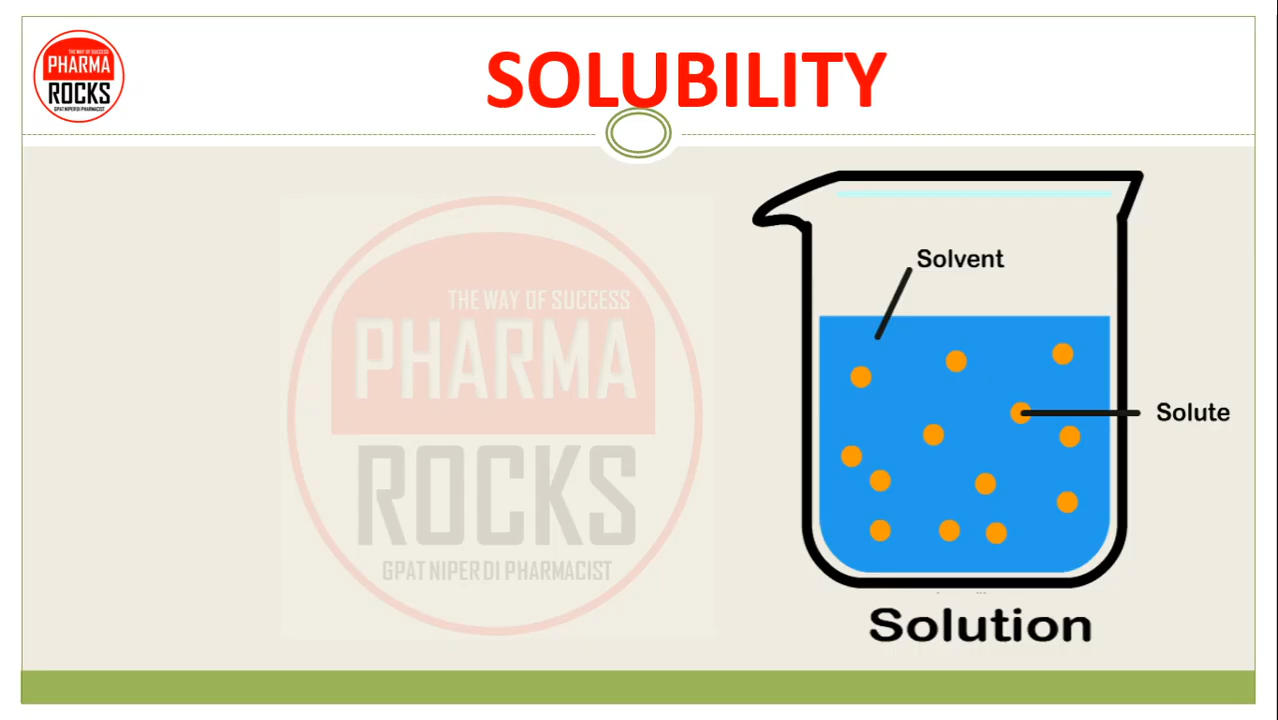 THE WAY OF SUCCESS
PHARMA
ROCKS
GPAT NIPER DI PHARMACIST
SOLUBILITY
THE WAY OF SUCCESS
PHARMA
ROCKS
GPAT NIPER DI PHARMACIST
Solvent
Solute
Solution